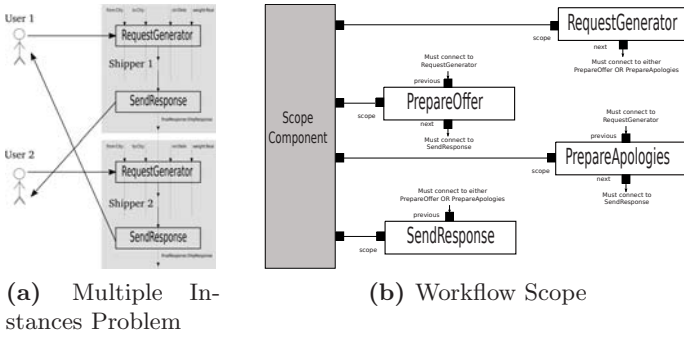 User 1
RequestGenerator
Shipper 1
SendResponse
User 2
RequestGenerator
Shipper 2
SendResponse
(a) Multiple In-
stances Problem
Scope
Component
scope
RequestGenerator
next
Must connect to either
PrepareOffer OR PrepareApologies
Must connect to
RequestGenerator
previous
scope
PrepareOffer
next
Must connect to
SendResponse
Must connect to
RequestGenerator
previous
scope
PrepareApologies
next
Must connect to
SendResponse
Must connect to either
PrepareOffer OR PrepareApologies
previous
scope
SendResponse
(b) Workflow Scope